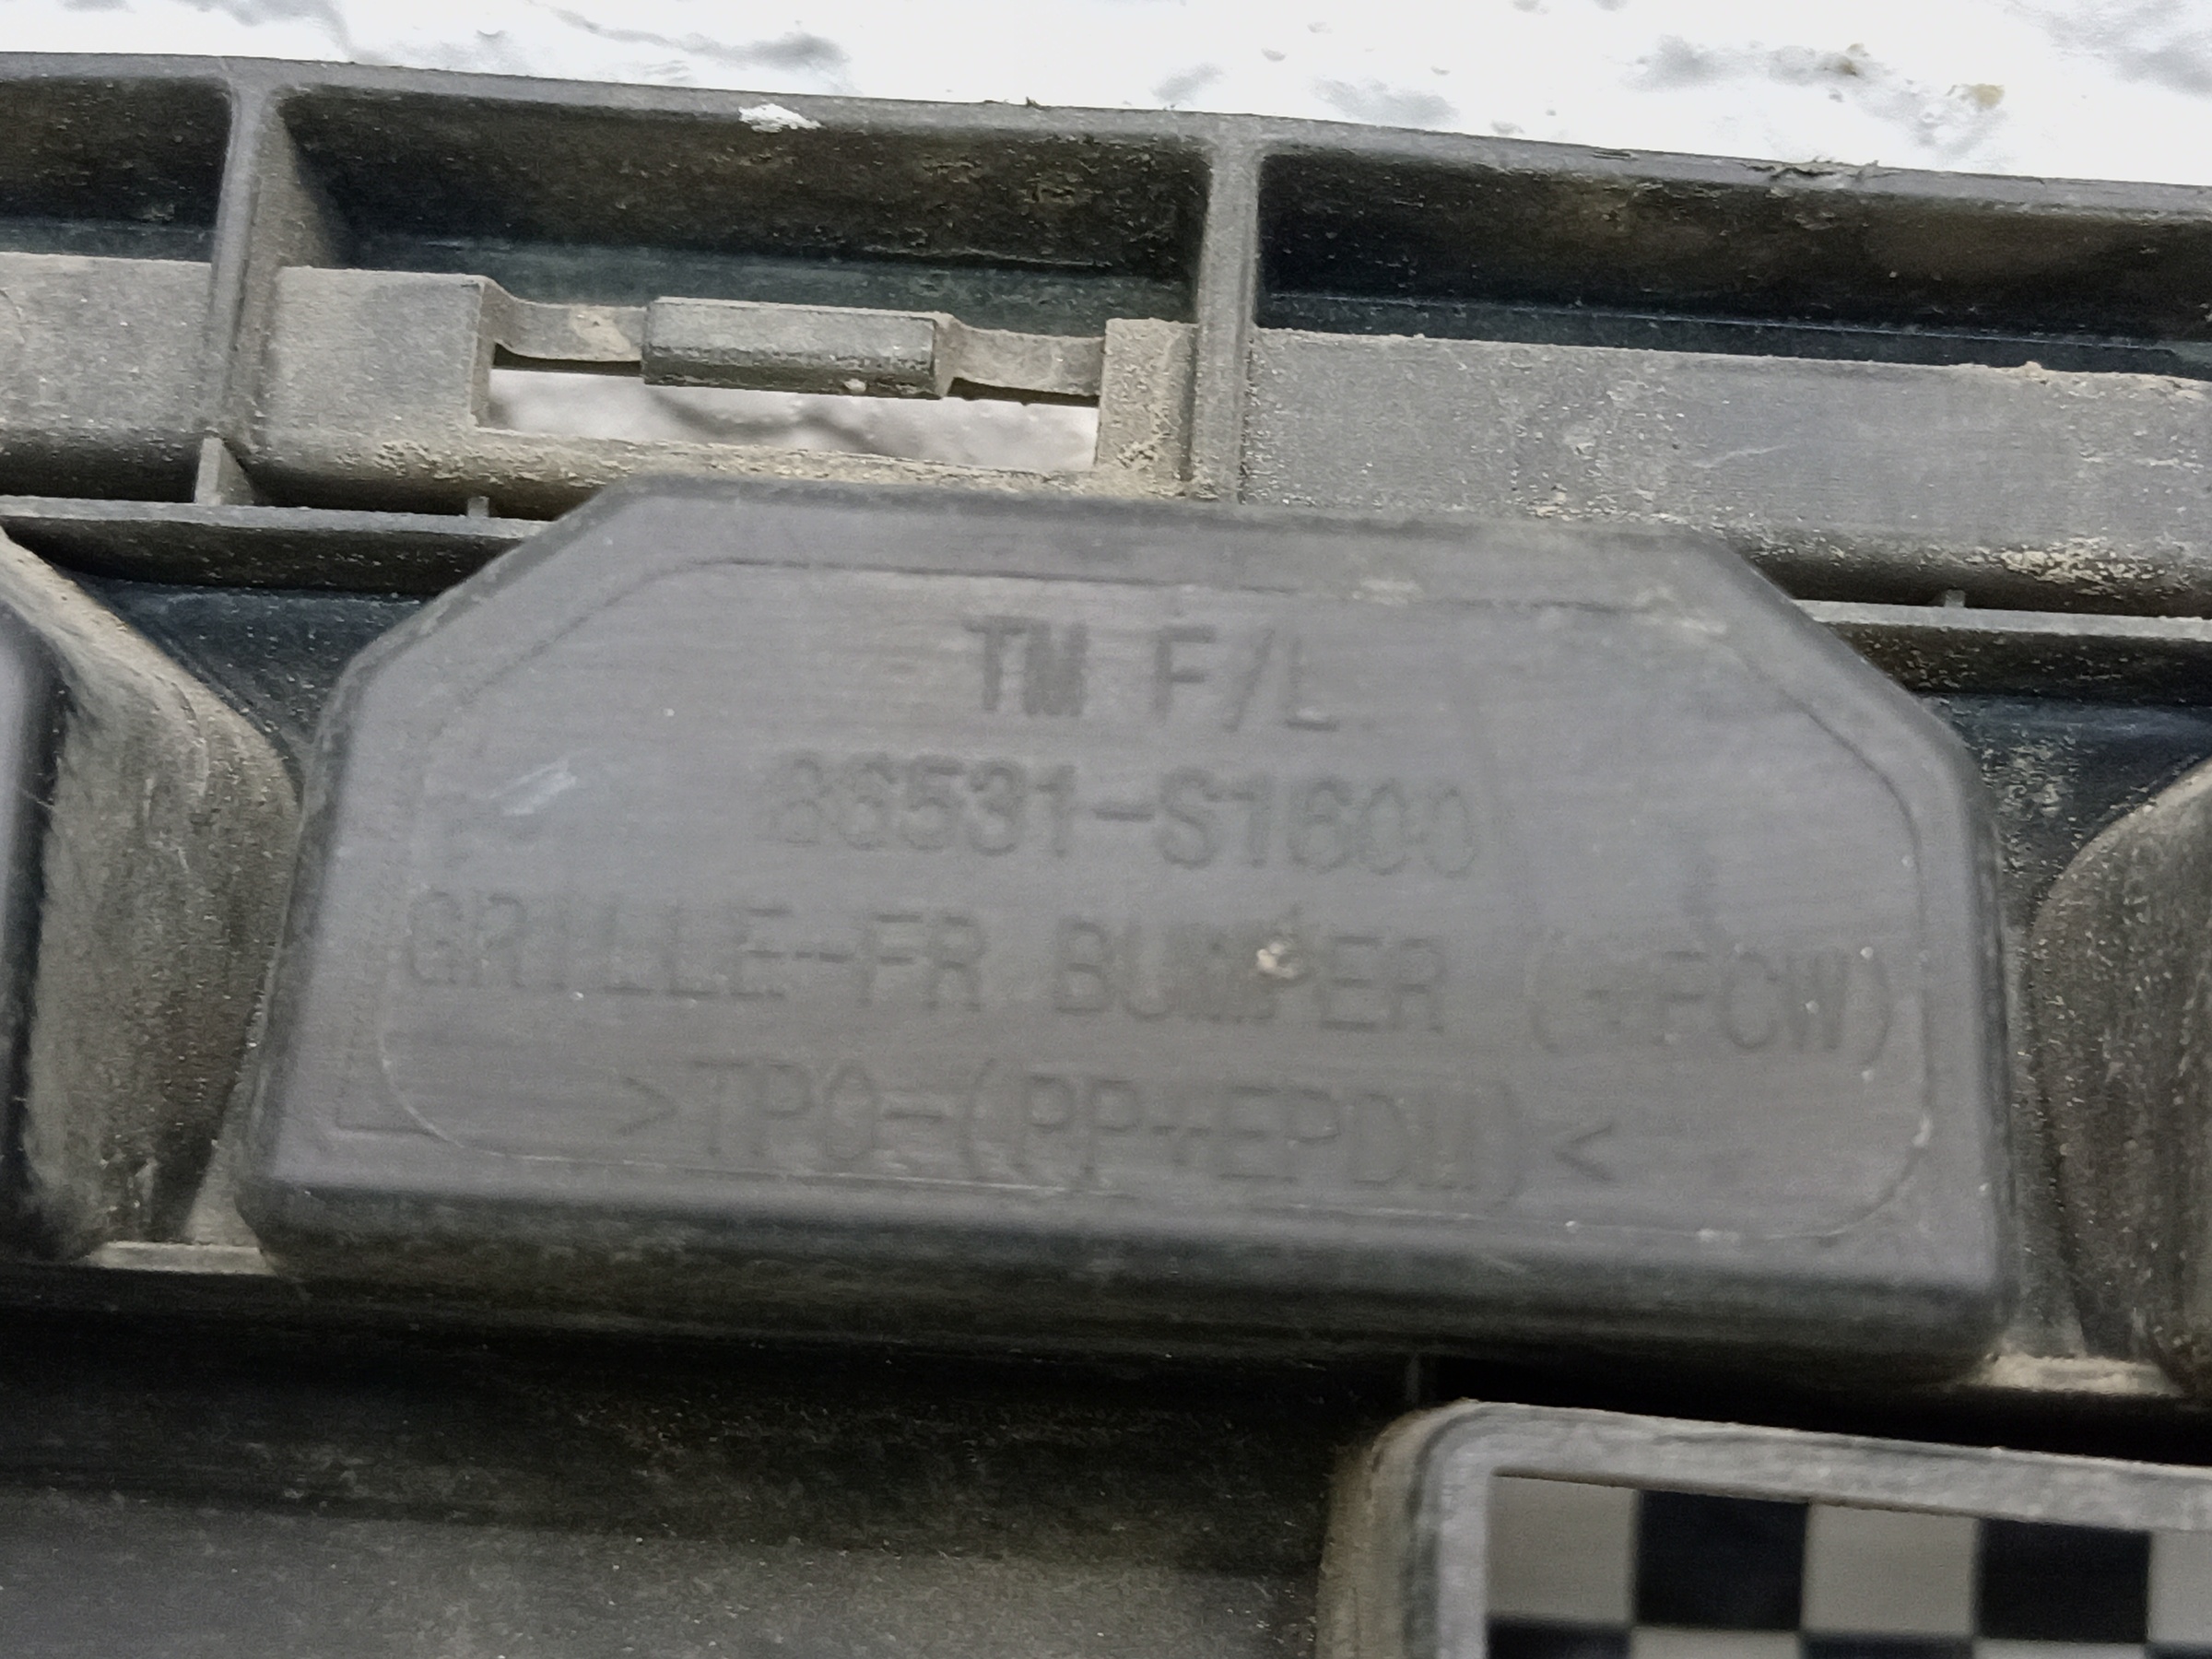 TM F/L
86531-S1600
GRILLE-FR BUMPER (-FCW)
>TPO-(PP+EPDM)<